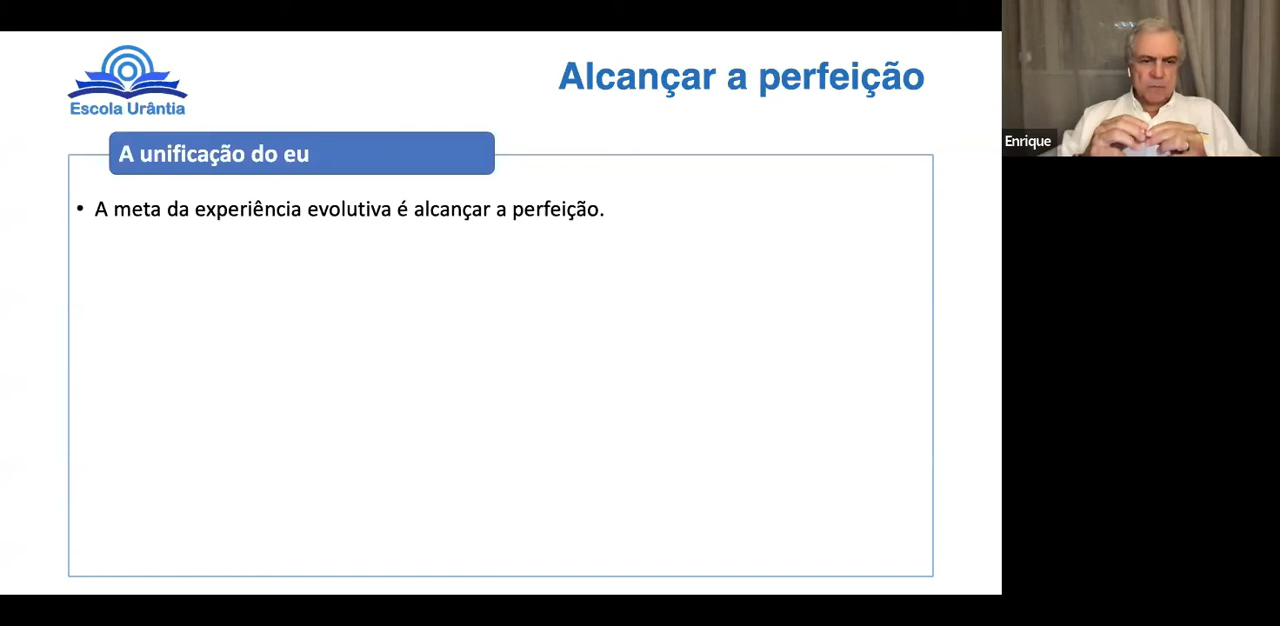 Escola Urântia
Alcançar a perfeição
A unificação do eu
• A meta da experiência evolutiva é alcançar a perfeição.
Enrique